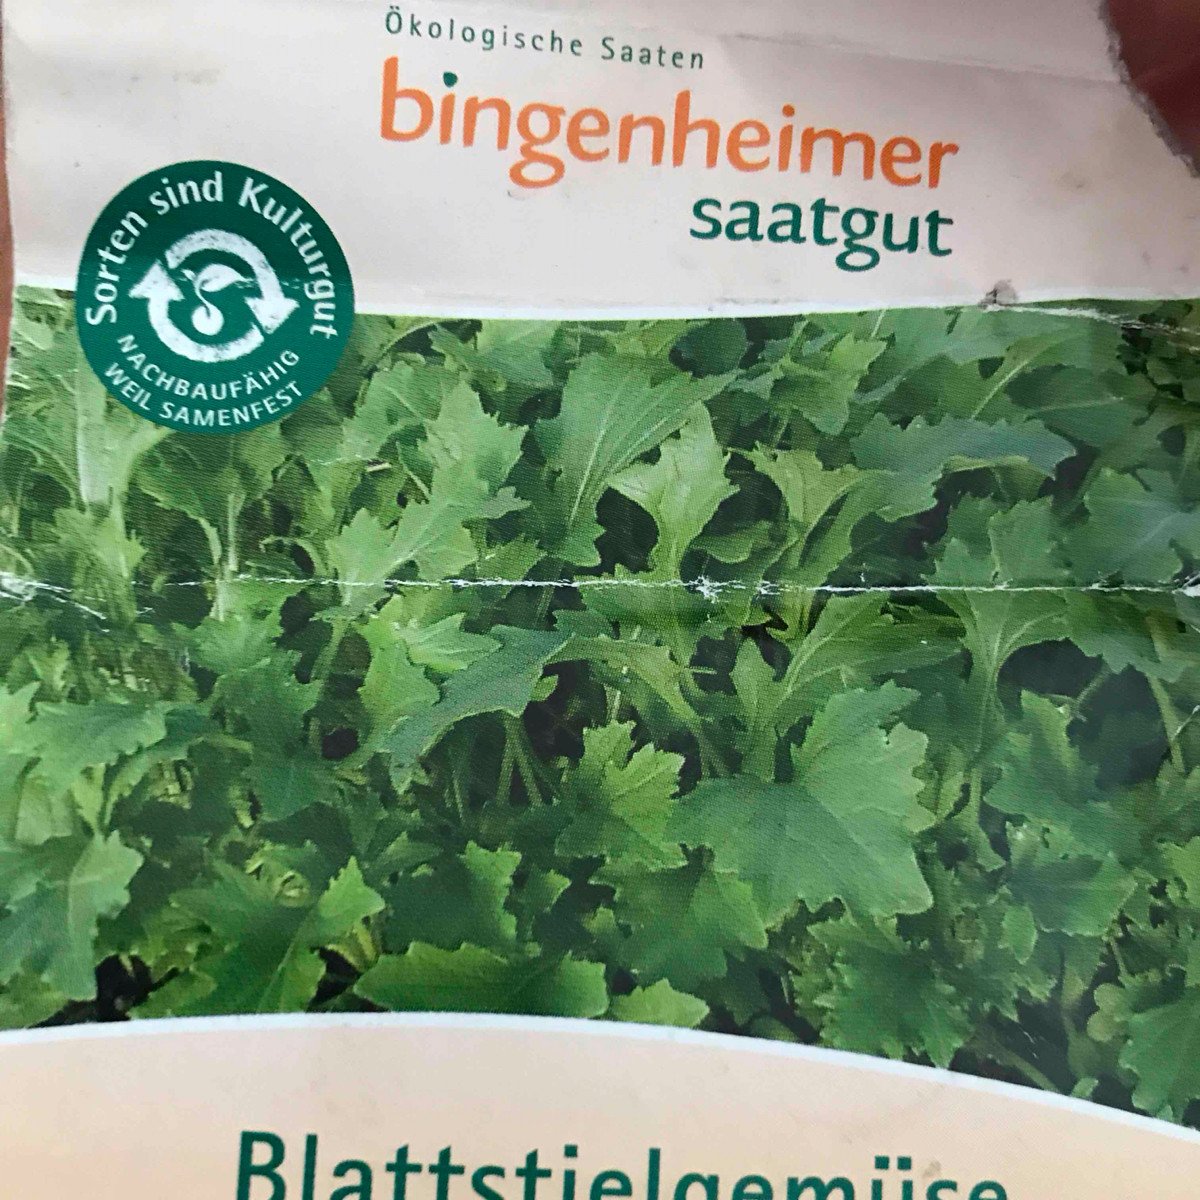 Ökologische Saaten
bingenheimer
saatgut
Sorten sind Kulturgut
NACHBAUFÄHIG
WEIL SAMENFEST
Blattstielgemüse